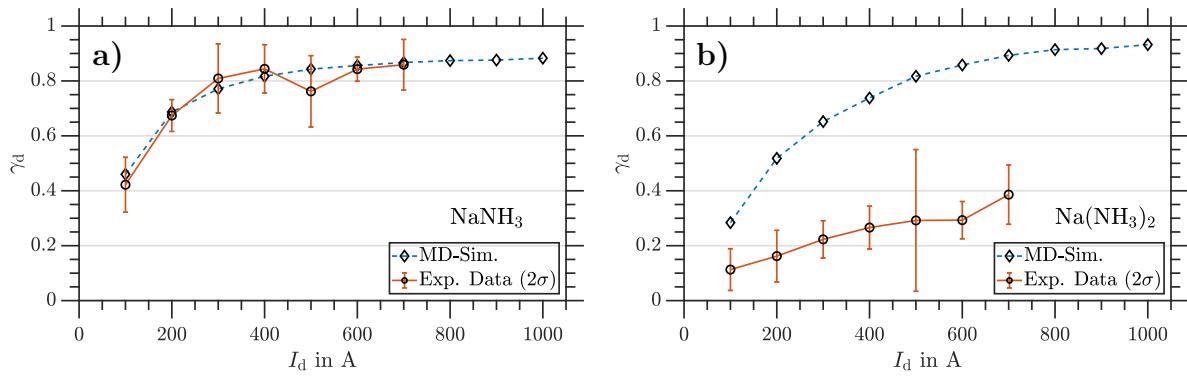 a)
1
0.8
0.6
0.4
0.2
0
γd
NaNH3
MD-Sim.
Exp. Data (2σ)
0 200 400 600 800 1000
Id in A
b)
1
0.8
0.6
0.4
0.2
0
γd
Na(NH3)2
MD-Sim.
Exp. Data (2σ)
0 200 400 600 800 1000
Id in A